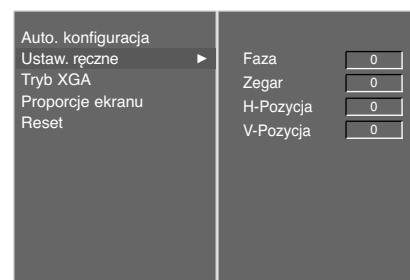 Auto. konfiguracja
Ustaw. ręczne ►
Tryb XGA
Proporcje ekranu
Reset
Faza 0
Zegar 0
H-Pozycja 0
V-Pozycja 0